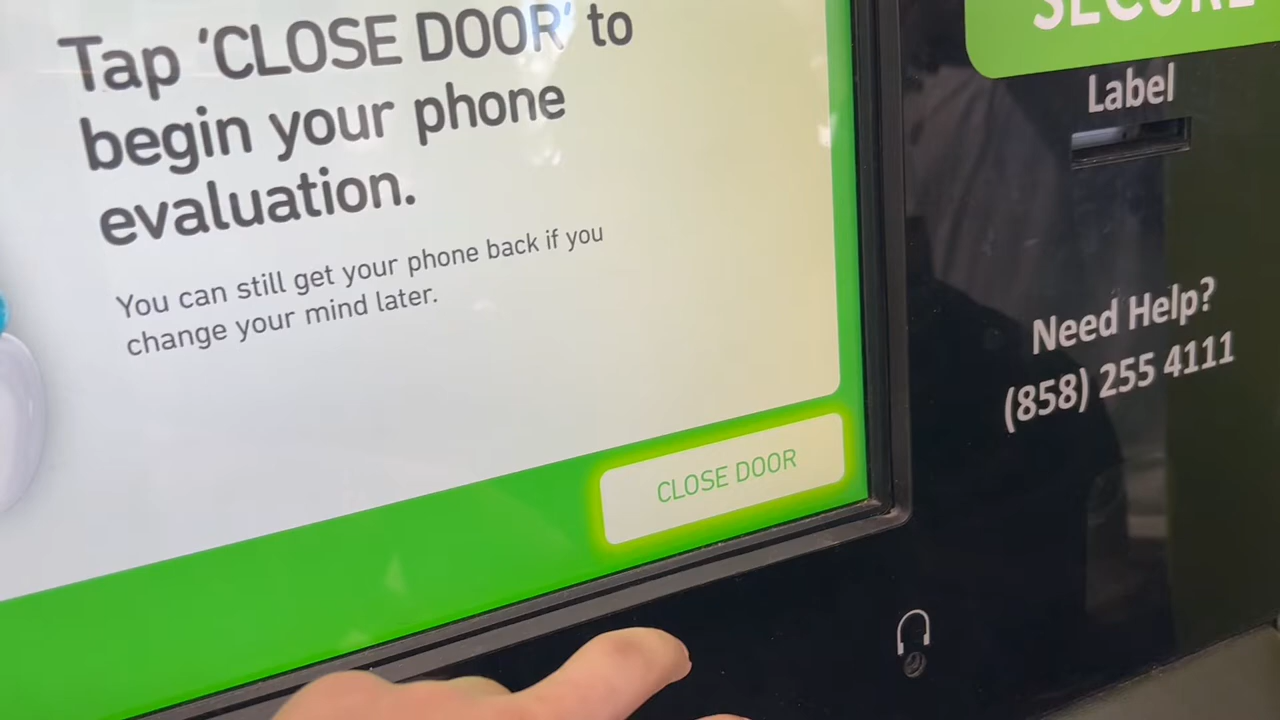 Tap 'CLOSE DOOR' to
begin your phone
evaluation.
You can still get your phone back if you
change your mind later.
CLOSE DOOR
SECURE
Label
Need Help?
(858) 255 4111